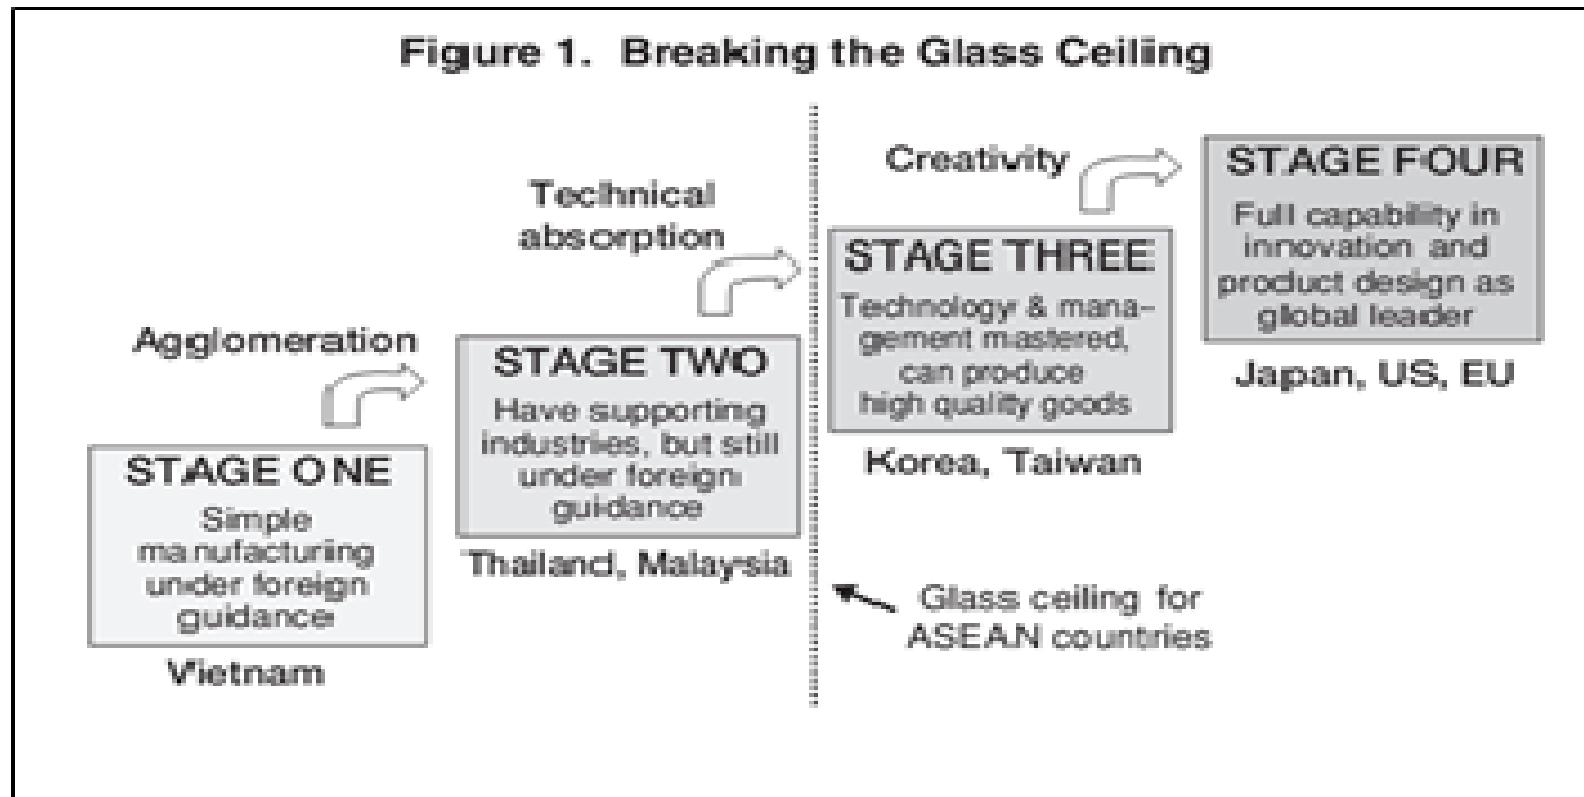 Figure 1. Breaking the Glass Ceiling
Creativity
STAGE FOUR
Full capability in
innovation and
product design as
global leader
Japan, US, EU
Technical
absorption
STAGE THREE
Technology & mana-
gement mastered,
can produce
high quality goods
Korea, Taiwan
Agglomeration
STAGE TWO
Have supporting
industries, but still
under foreign
guidance
Thailand, Malaysia
STAGE ONE
Simple
manufacturing
under foreign
guidance
Vietnam
Glass ceiling for
ASEAN countries